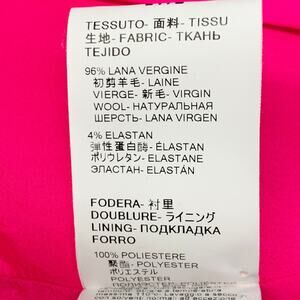 TESSUTO- 面料- TISSU
生地- FABRIC- ТКАНЬ
TEJIDO
96% LANA VERGINE
初剪羊毛- LAINE
VIERGE- 新毛- VIRGIN
WOOL- НАТУРАЛЬНАЯ
ШЕРСТЬ- LANA VIRGEN
4% ELASTAN
弹性蛋白酶- ÉLASTAN
ポリウレタン- ELASTANE
ЭЛАСТАН- ELASTÁN
FODERA- 衬里
DOUBLURE- ライニング
LINING- ПОДКЛАДКА
FORRO
100% POLIESTERE
聚酯- POLYESTER
ポリエステル
POLYESTER